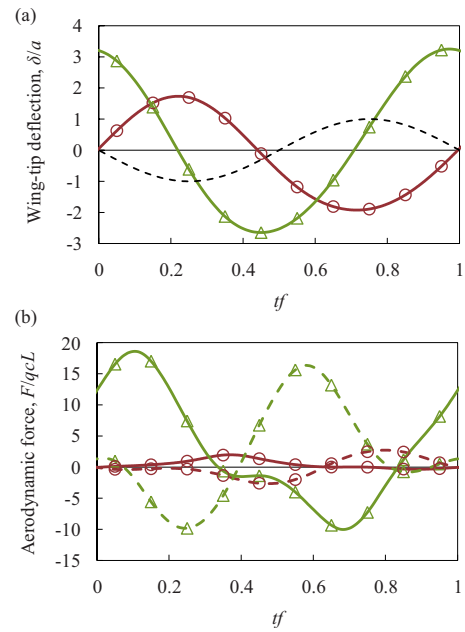 (a)
Wing-tip deflection, δ/a
4
3
2
1
0
-1
-2
-3
0 0.2 0.4 0.6 0.8 1
tf
(b)
Aerodynamic force, F/qcL
20
15
10
5
0
-5
-10
-15
0 0.2 0.4 0.6 0.8 1
tf